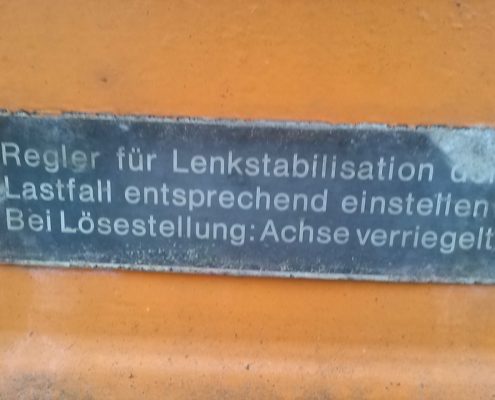 Regler für Lenkstabilisation
Lastfall entsprechend einstellen
Bei Lösestellung: Achse verriegelt